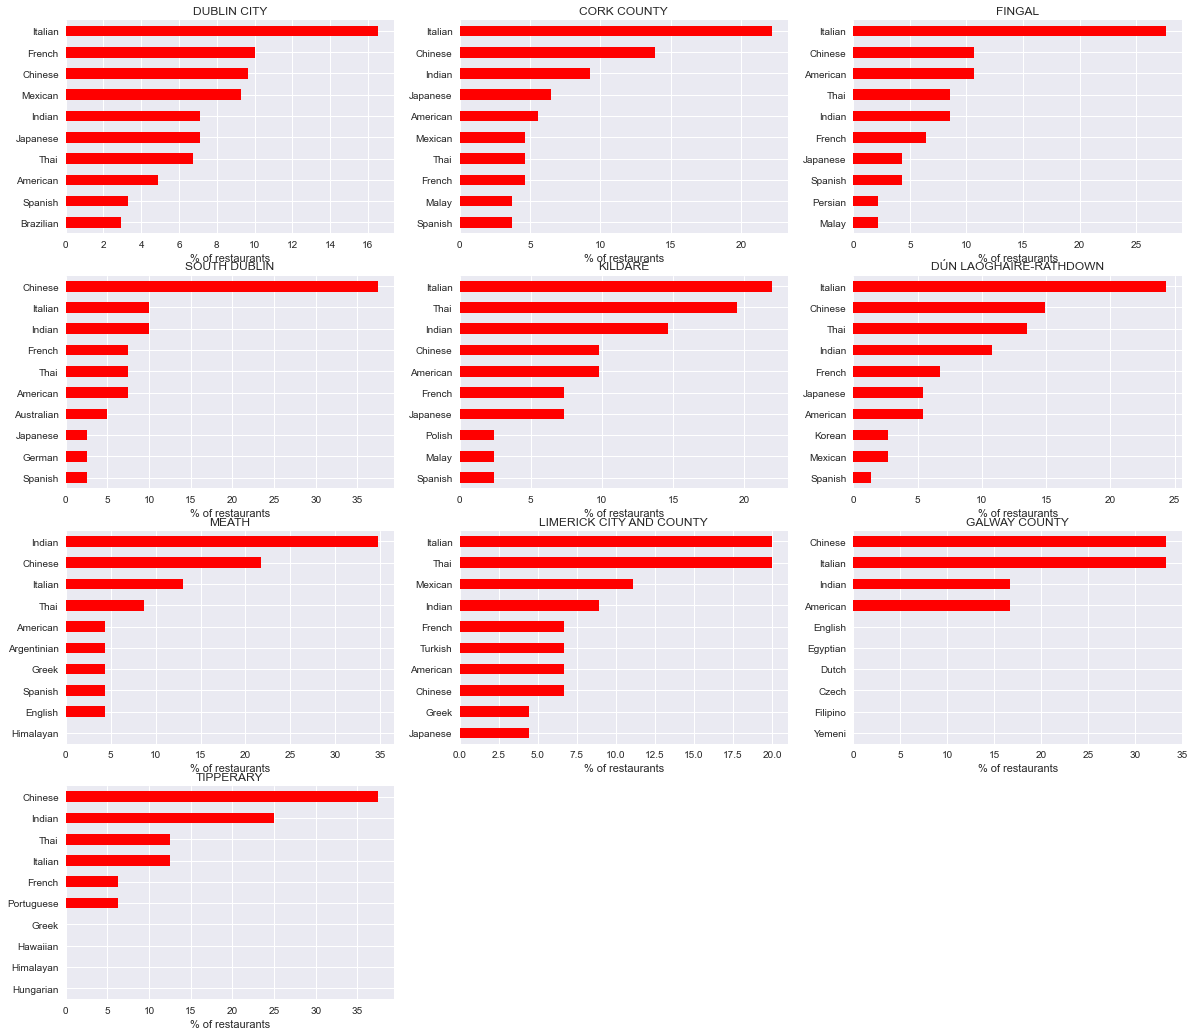 DUBLIN CITY
Italian
French
Chinese
Mexican
Indian
Japanese
Thai
American
Spanish
Brazilian
0 2 4 6 8 10 12 14 16
% of restaurants
CORK COUNTY
Italian
Chinese
Indian
Japanese
American
Mexican
Thai
French
Malay
Spanish
0 5 10 15 20
% of restaurants
FINGAL
Italian
Chinese
American
Thai
Indian
French
Japanese
Spanish
Persian
Malay
0 5 10 15 20 25
% of restaurants
SOUTH DUBLIN
Chinese
Italian
Indian
French
Thai
American
Australian
Japanese
German
Spanish
0 5 10 15 20 25 30 35
% of restaurants
KILDARE
Italian
Thai
Indian
Chinese
American
French
Japanese
Polish
Malay
Spanish
0 5 10 15 20
% of restaurants
DÚN LAOGHAIRE-RATHDOWN
Italian
Chinese
Thai
Indian
French
Japanese
American
Korean
Mexican
Spanish
0 5 10 15 20 25
% of restaurants
MEATH
Indian
Chinese
Italian
Thai
American
Argentinian
Greek
Spanish
English
Himalayan
0 5 10 15 20 25 30 35
% of restaurants
LIMERICK CITY AND COUNTY
Italian
Thai
Mexican
Indian
French
Turkish
American
Chinese
Greek
Japanese
0.0 2.5 5.0 7.5 10.0 12.5 15.0 17.5 20.0
% of restaurants
GALWAY COUNTY
Chinese
Italian
Indian
American
English
Egyptian
Dutch
Czech
Filipino
Yemeni
0 5 10 15 20 25 30 35
% of restaurants
TIPPERARY
Chinese
Indian
Thai
Italian
French
Portuguese
Greek
Hawaiian
Himalayan
Hungarian
0 5 10 15 20 25 30 35
% of restaurants